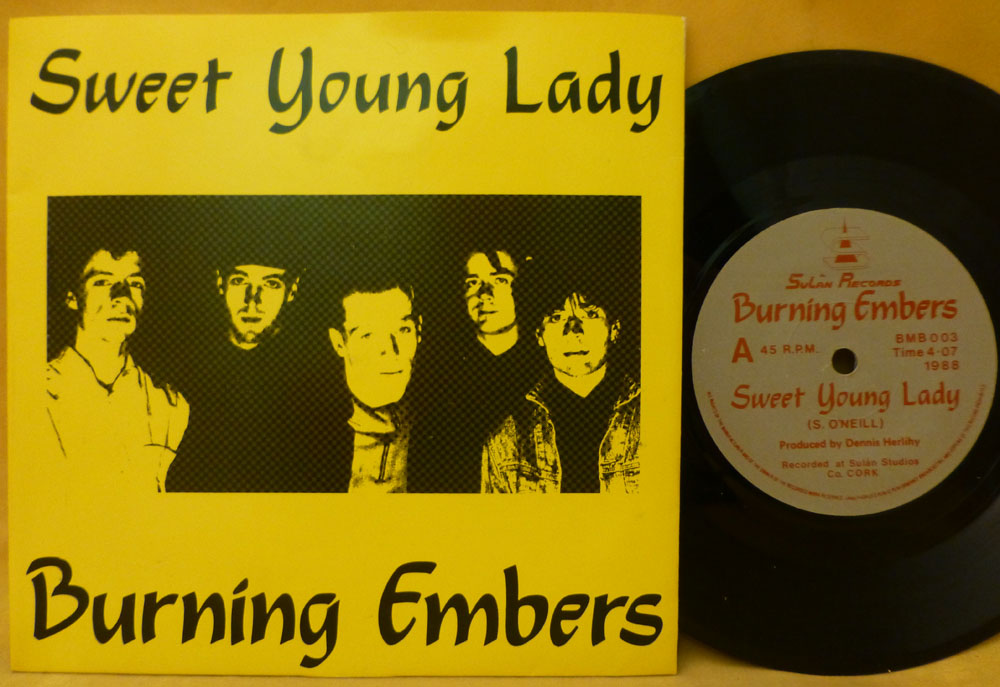 Sweet Young Lady
Burning Embers
Sulán Records
Burning Embers
A 45 R.P.M.
BMB 003
Time 4-07
1988
Sweet Young Lady
(S. O'NEILL)
Produced by Dennis Herlihy
Recorded at Sulán Studios
Co. CORK